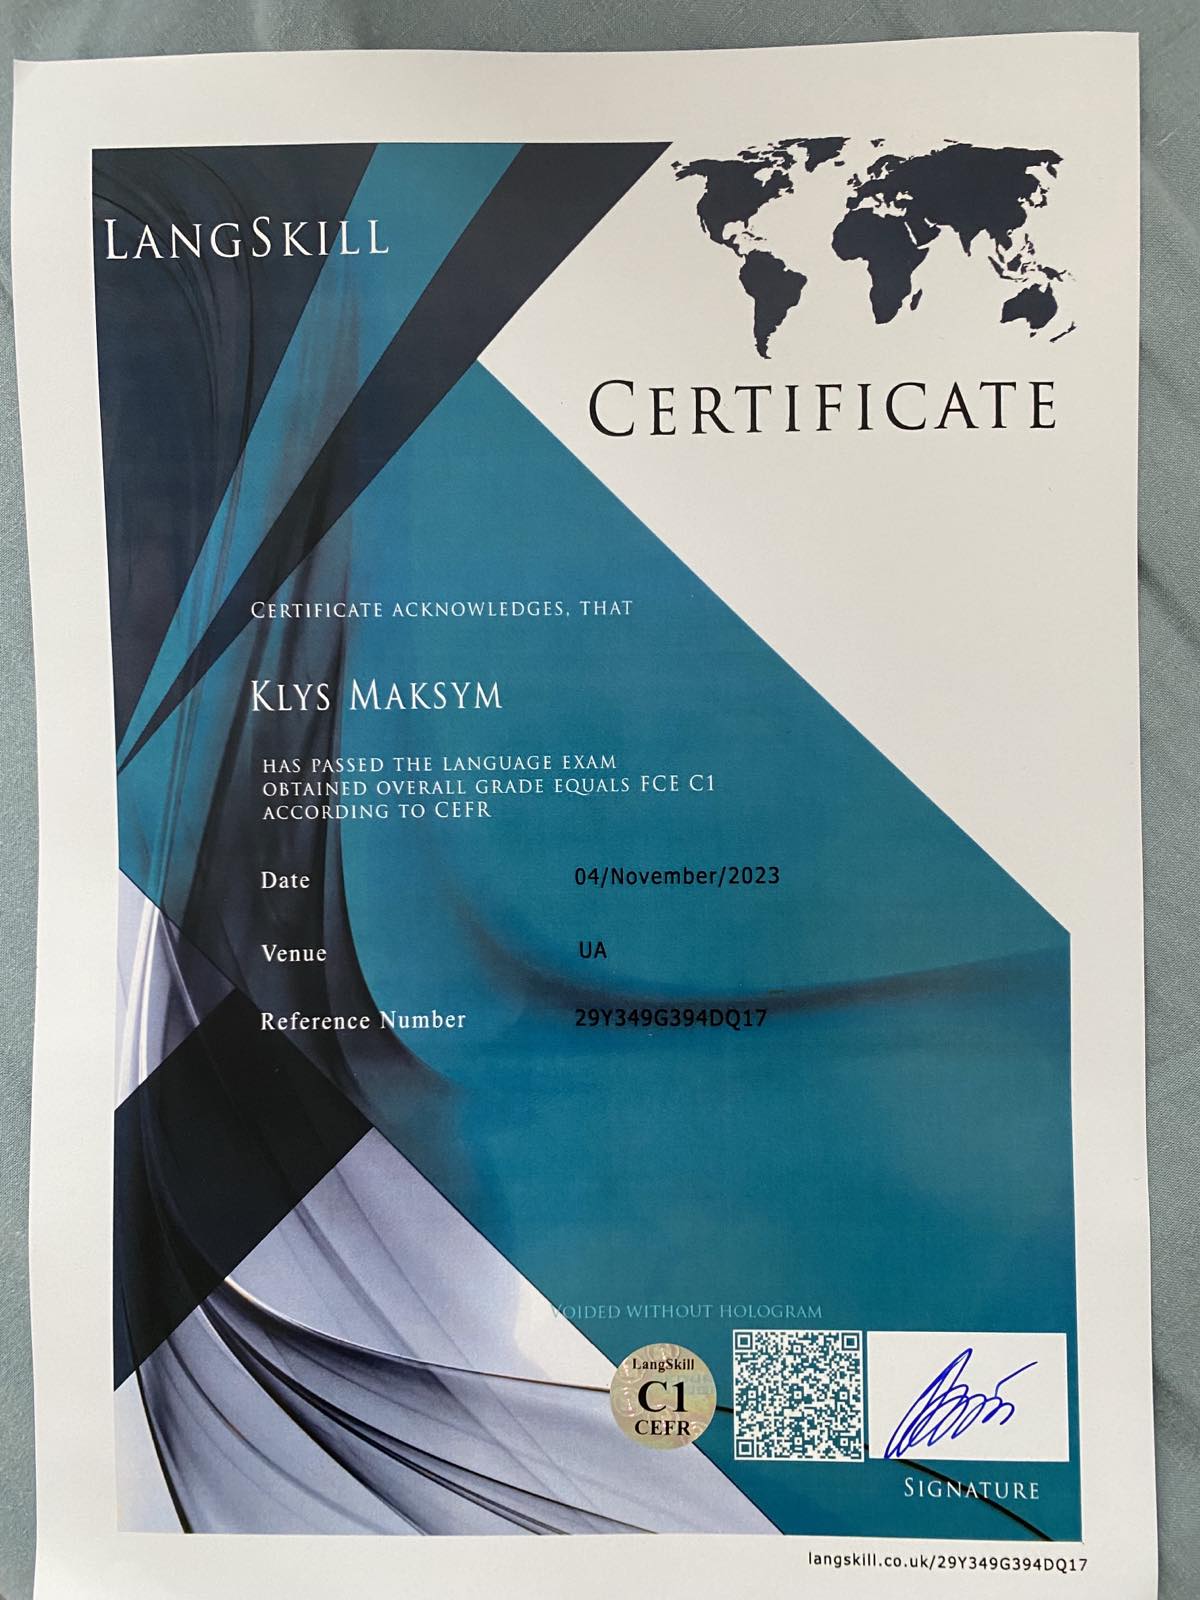 LANGSKILL
CERTIFICATE
CERTIFICATE ACKNOWLEDGES, THAT
KLYS MAKSYM
HAS PASSED THE LANGUAGE EXAM
OBTAINED OVERALL GRADE EQUALS FCE C1
ACCORDING TO CEFR
Date 04/November/2023
Venue UA
Reference Number 29Y349G394DQ17
VOIDED WITHOUT HOLOGRAM
LangSkill
C1
CEFR
SIGNATURE
langskill.co.uk/29Y349G394DQ17